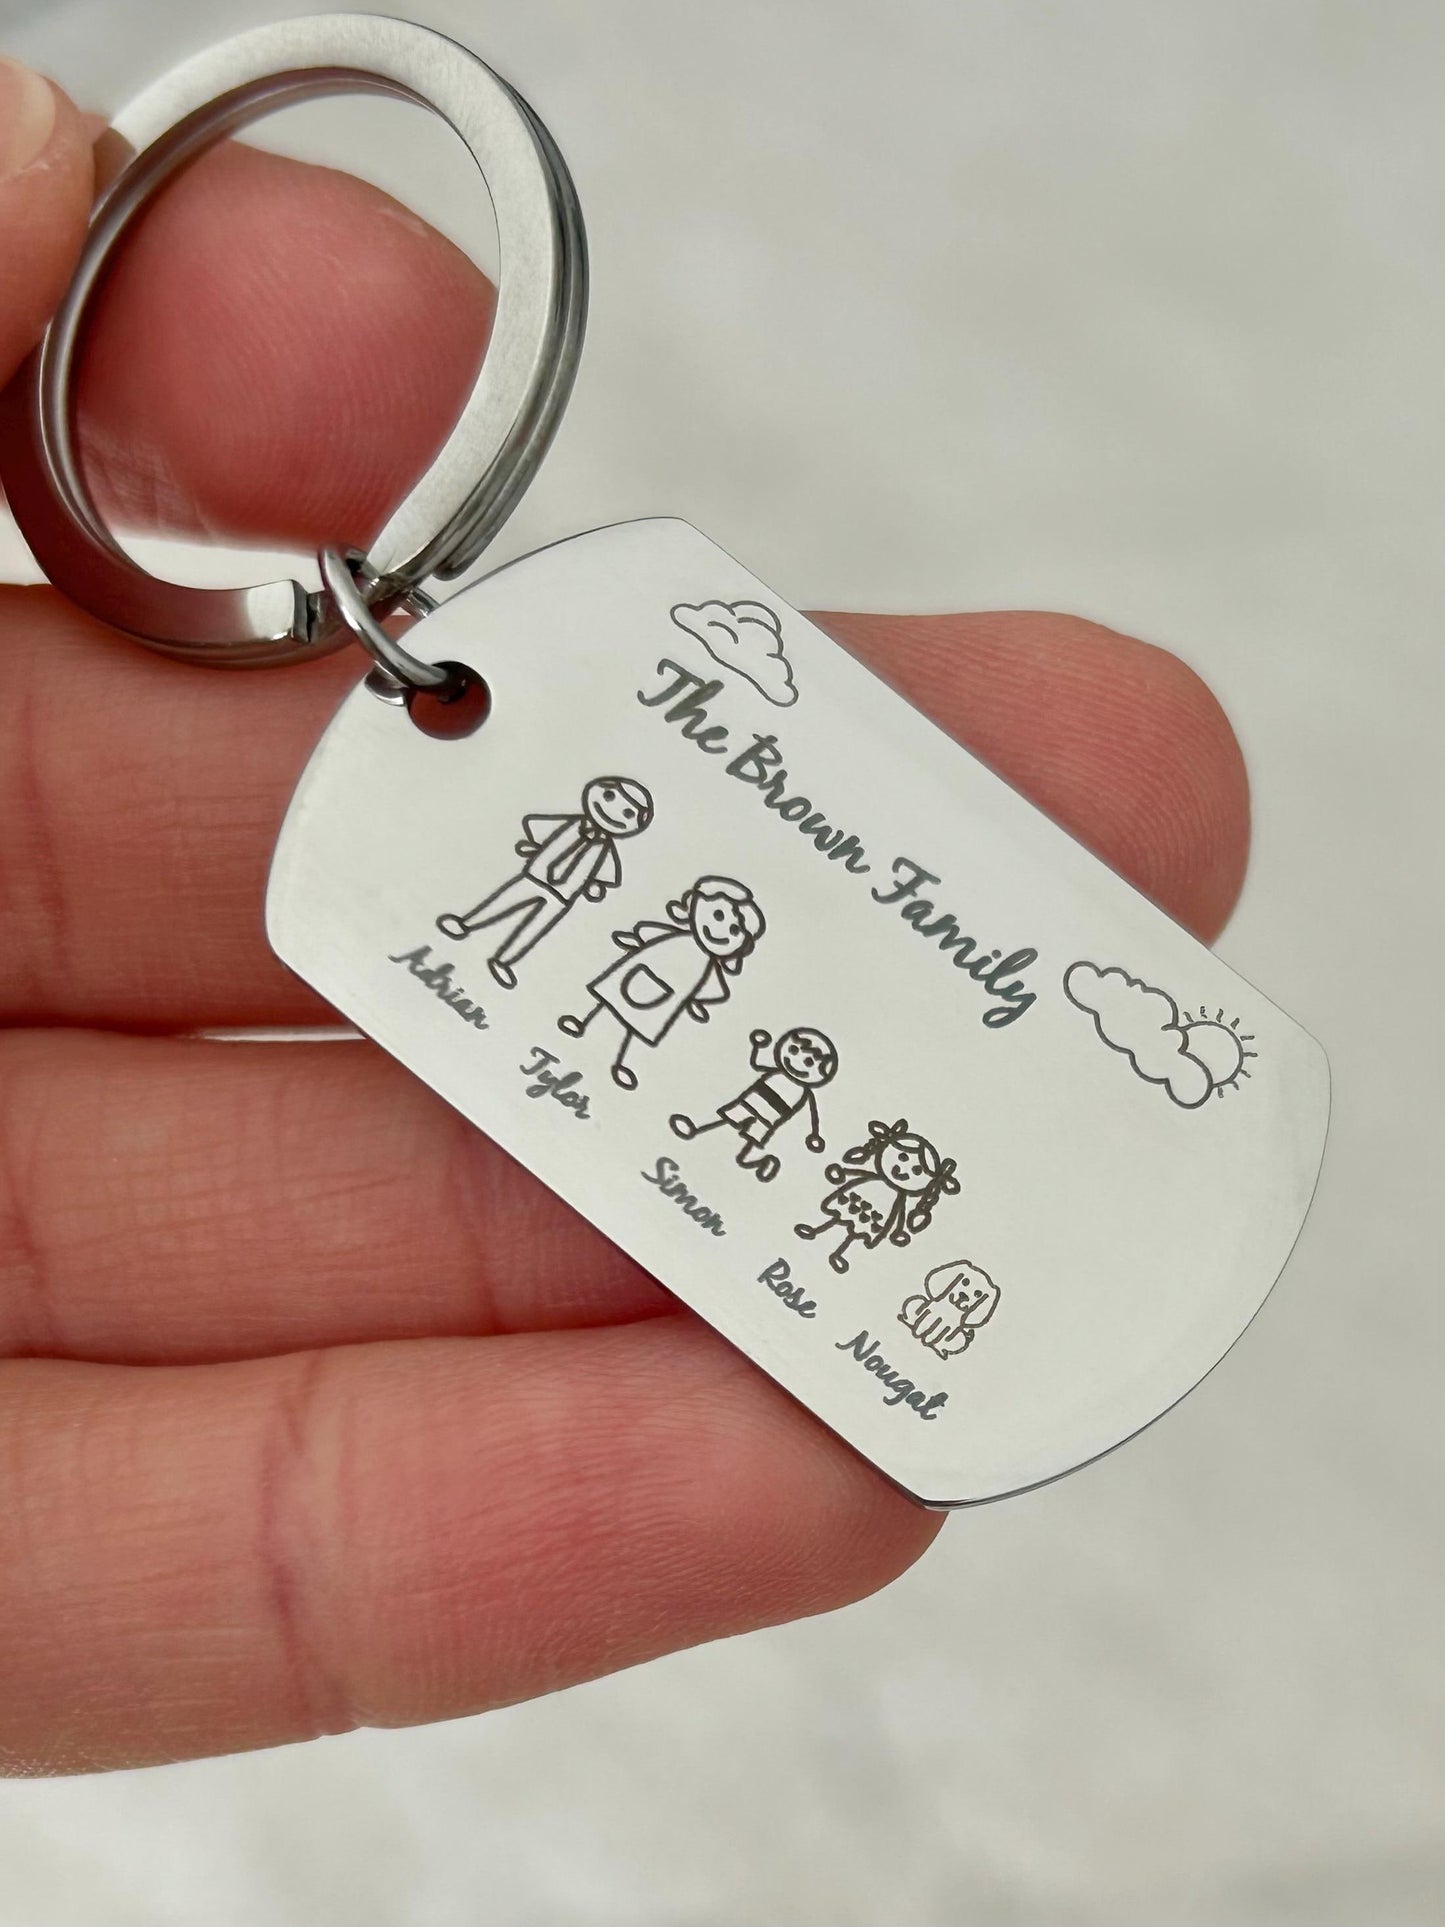 The Brown Family
Adrian
Tylor
Simon
Rose
Nougat